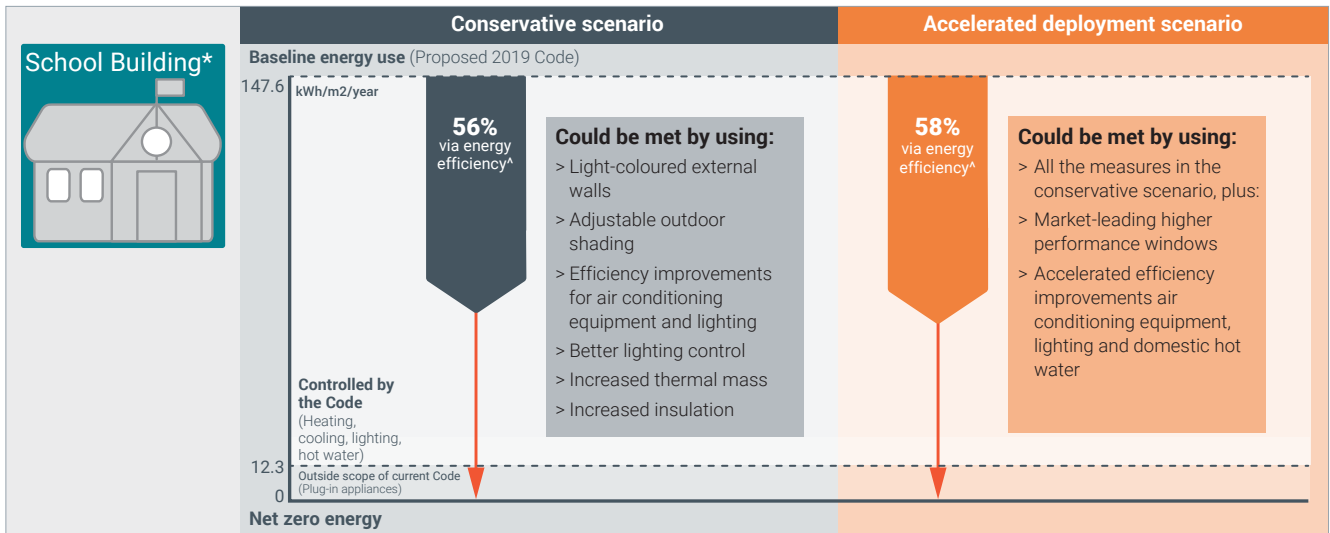 School Building*
Conservative scenario
Accelerated deployment scenario
Baseline energy use (Proposed 2019 Code)
147.6
kWh/m2/year
56%
via energy
efficiency^
Could be met by using:
> Light-coloured external
walls
> Adjustable outdoor
shading
> Efficiency improvements
for air conditioning
equipment and lighting
> Better lighting control
> Increased thermal mass
> Increased insulation
58%
via energy
efficiency^
Could be met by using:
> All the measures in the
conservative scenario, plus:
> Market-leading higher
performance windows
> Accelerated efficiency
improvements air
conditioning equipment,
lighting and domestic hot
water
Controlled by
the Code
(Heating,
cooling, lighting,
hot water)
12.3
Outside scope of current Code
(Plug-in appliances)
0
Net zero energy